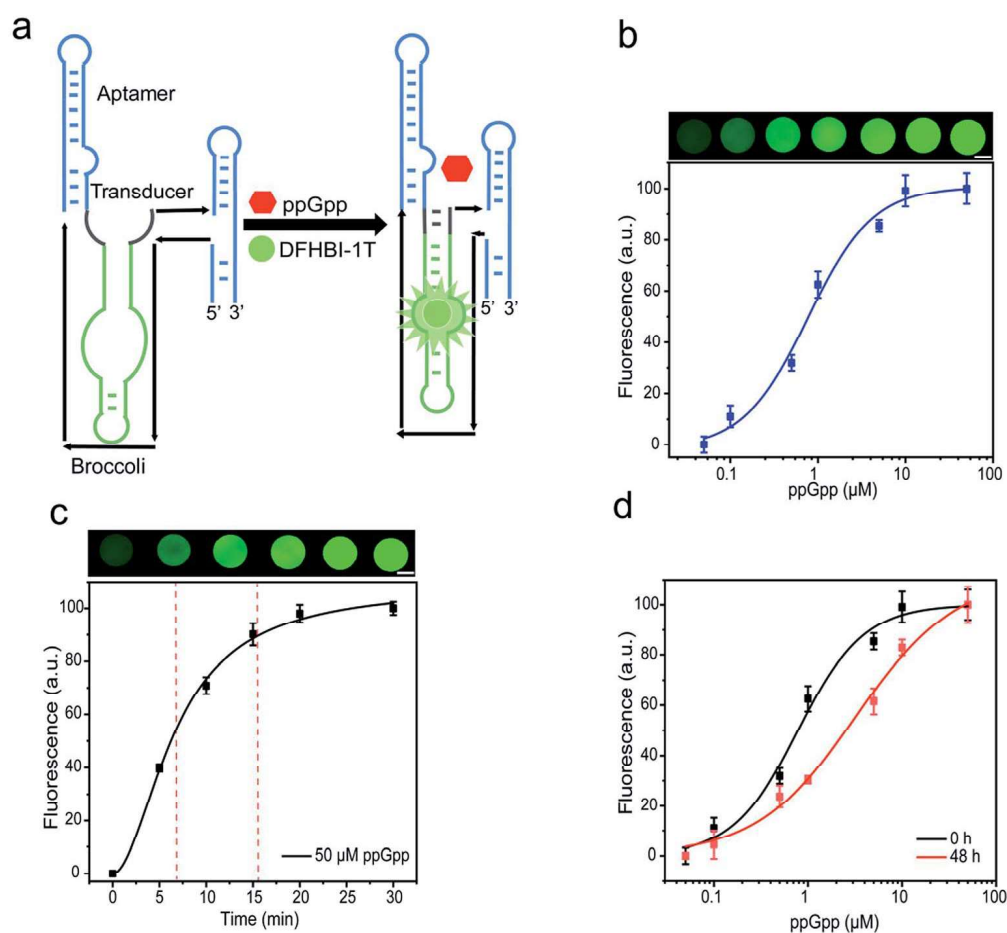 a
Aptamer
Transducer
ppGpp
DFHBI-1T
5’ 3’
5’ 3’
Broccoli
b
Fluorescence (a.u.)
100
80
60
40
20
0
0.1 1 10 100
ppGpp (µM)
c
Fluorescence (a.u.)
100
80
60
40
20
0
50 µM ppGpp
0 5 10 15 20 25 30
Time (min)
d
Fluorescence (a.u.)
100
80
60
40
20
0
0 h
48 h
0.1 1 10 100
ppGpp (µM)